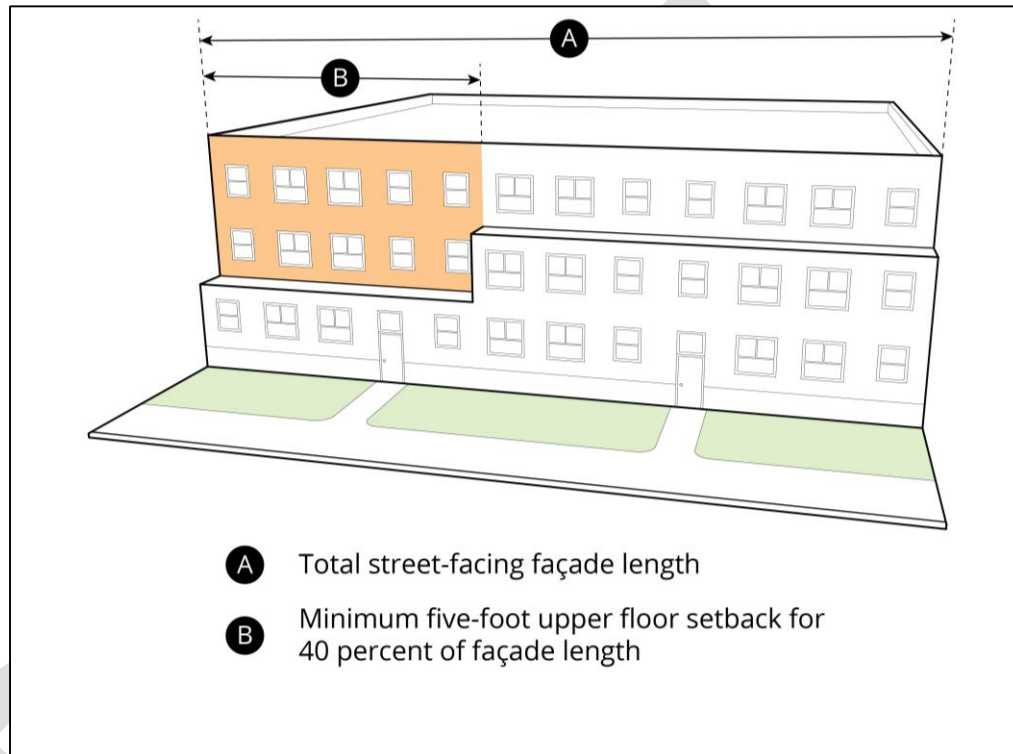 A
B
A Total street-facing façade length
B Minimum five-foot upper floor setback for
40 percent of façade length